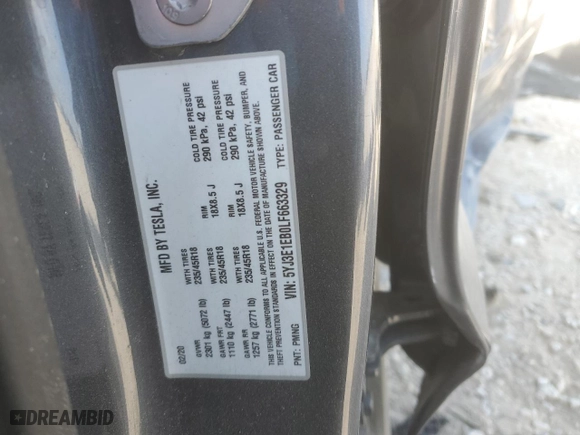 MFD BY TESLA, INC.
02/20
GVWR
2301 kg (5072 lb)
WITH TIRES
235/45R18
RIM
18X8.5 J
COLD TIRE PRESSURE
290 kPa, 42 psi
GAWR FRT
1110 kg (2447 lb)
WITH TIRES
235/45R18
RIM
18X8.5 J
COLD TIRE PRESSURE
290 kPa, 42 psi
GAWR RR
1257 kg (2771 lb)
WITH TIRES
235/45R18
THIS VEHICLE CONFORMS TO ALL APPLICABLE U.S. FEDERAL MOTOR VEHICLE SAFETY, BUMPER, AND
THEFT PREVENTION STANDARDS IN EFFECT ON THE DATE OF MANUFACTURE SHOWN ABOVE.
VIN: 5YJ3E1EB0LF663329
TYPE: PASSENGER CAR
PNT: PMNG
DREAMBID